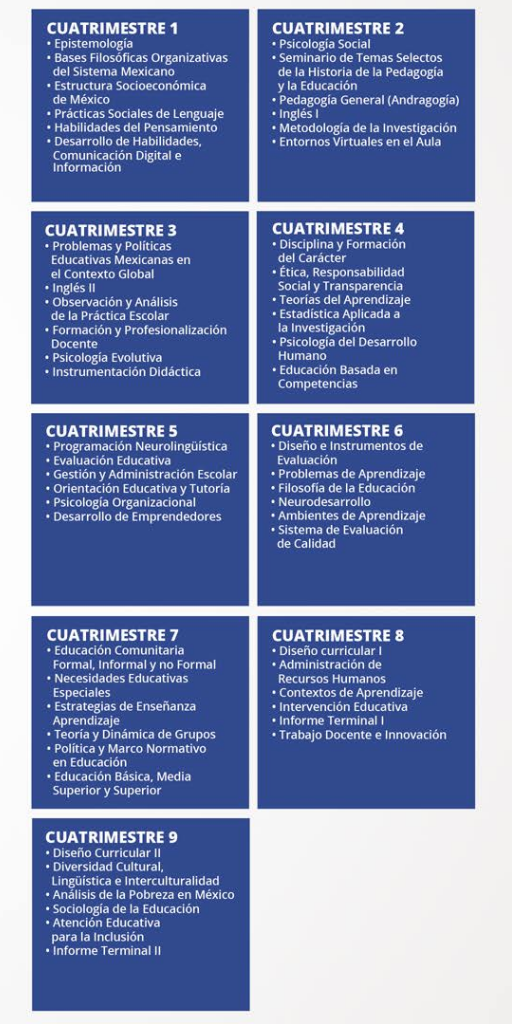 CUATRIMESTRE 1
• Epistemología
• Bases Filosóficas Organizativas
del Sistema Mexicano
• Estructura Socioeconómica
de México
• Prácticas Sociales de Lenguaje
• Habilidades del Pensamiento
• Desarrollo de Habilidades,
Comunicación Digital e
Información
CUATRIMESTRE 2
• Psicología Social
• Seminario de Temas Selectos
de la Historia de la Pedagogía
y la Educación
• Pedagogía General (Andragogía)
• Inglés I
• Metodología de la Investigación
• Entornos Virtuales en el Aula
CUATRIMESTRE 3
• Problemas y Políticas
Educativas Mexicanas en
el Contexto Global
• Inglés II
• Observación y Análisis
de la Práctica Escolar
• Formación y Profesionalización
Docente
• Psicología Evolutiva
• Instrumentación Didáctica
CUATRIMESTRE 4
• Disciplina y Formación
del Carácter
• Ética, Responsabilidad
Social y Transparencia
• Teorías del Aprendizaje
• Estadística Aplicada a
la Investigación
• Psicología del Desarrollo
Humano
• Educación Basada en
Competencias
CUATRIMESTRE 5
• Programación Neurolingüística
• Evaluación Educativa
• Gestión y Administración Escolar
• Orientación Educativa y Tutoría
• Psicología Organizacional
• Desarrollo de Emprendedores
CUATRIMESTRE 6
• Diseño e Instrumentos de
Evaluación
• Problemas de Aprendizaje
• Filosofía de la Educación
• Neurodesarrollo
• Ambientes de Aprendizaje
• Sistema de Evaluación
de Calidad
CUATRIMESTRE 7
• Educación Comunitaria
Formal, Informal y no Formal
• Necesidades Educativas
Especiales
• Estrategias de Enseñanza
Aprendizaje
• Teoría y Dinámica de Grupos
• Política y Marco Normativo
en Educación
• Educación Básica, Media
Superior y Superior
CUATRIMESTRE 8
• Diseño curricular I
• Administración de
Recursos Humanos
• Contextos de Aprendizaje
• Intervención Educativa
• Informe Terminal I
• Trabajo Docente e Innovación
CUATRIMESTRE 9
• Diseño Curricular II
• Diversidad Cultural,
Lingüística e Interculturalidad
• Análisis de la Pobreza en México
• Sociología de la Educación
• Atención Educativa
para la Inclusión
• Informe Terminal II